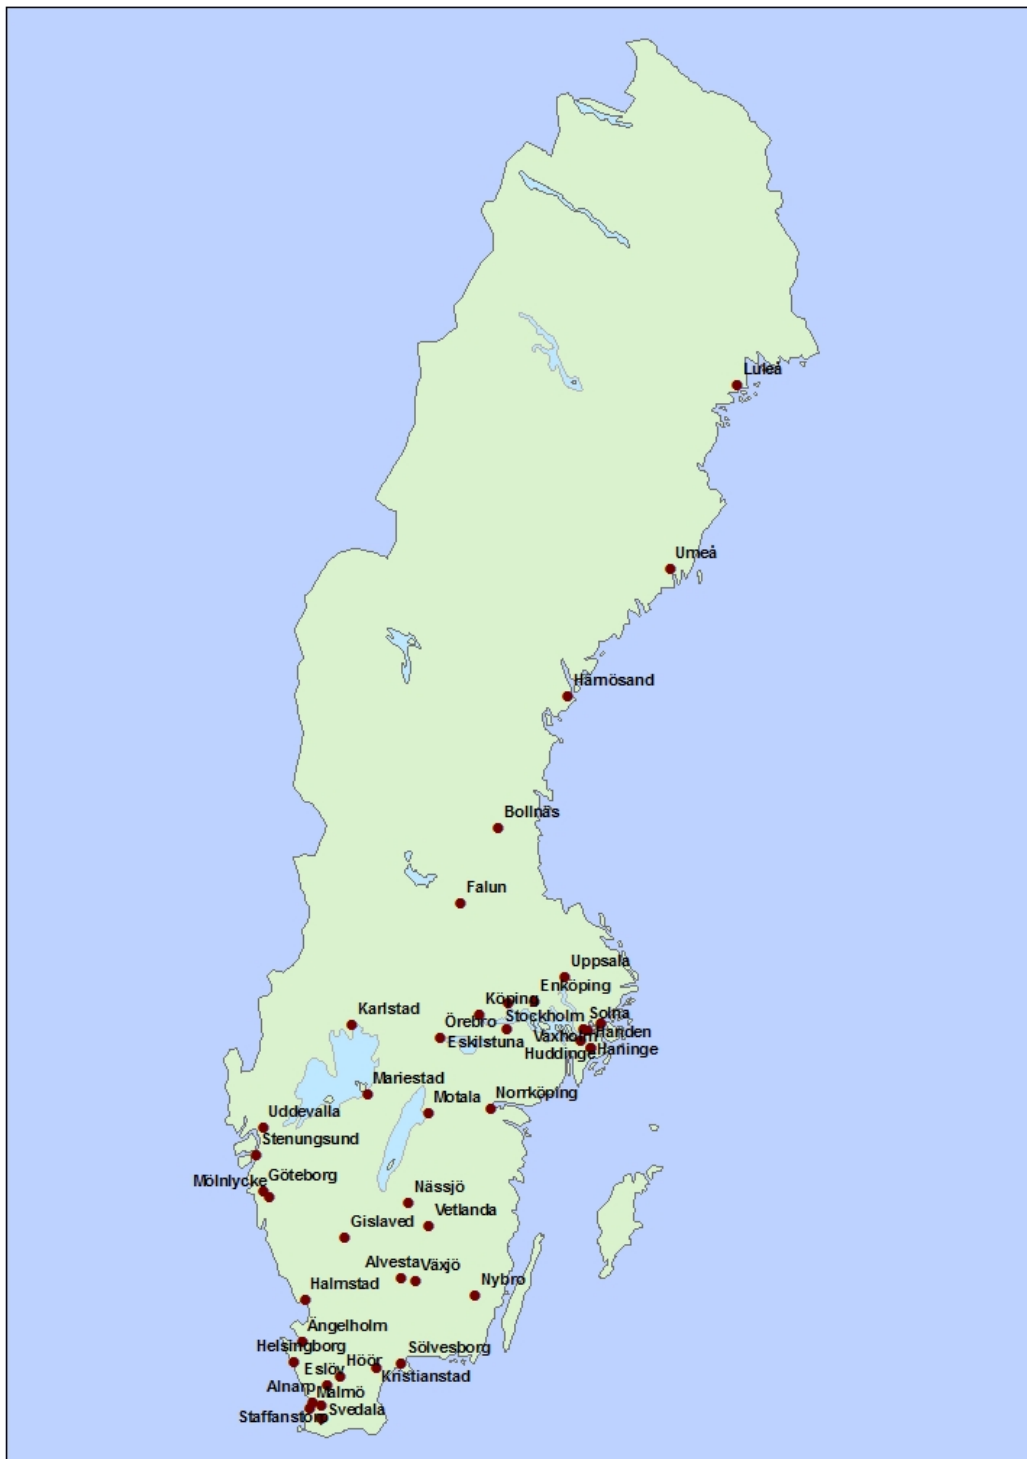 Luleå
Umeå
Härnösand
Bollnäs
Falun
Uppsala
Enköping
Köping
Stockholm
Solna
Karlstad
Örebro
Eskilstuna
Vaxholm
Handen
Huddinge
Haninge
Mariestad
Motala
Norrköping
Uddevalla
Stenungsund
Mölnlycke
Göteborg
Nässjö
Vetlanda
Gislaved
Alvesta
Växjö
Nybro
Halmstad
Ängelholm
Helsingborg
Höör
Sölvesborg
Eslöv
Kristianstad
Alnarp
Malmö
Staffanstorp
Svedala